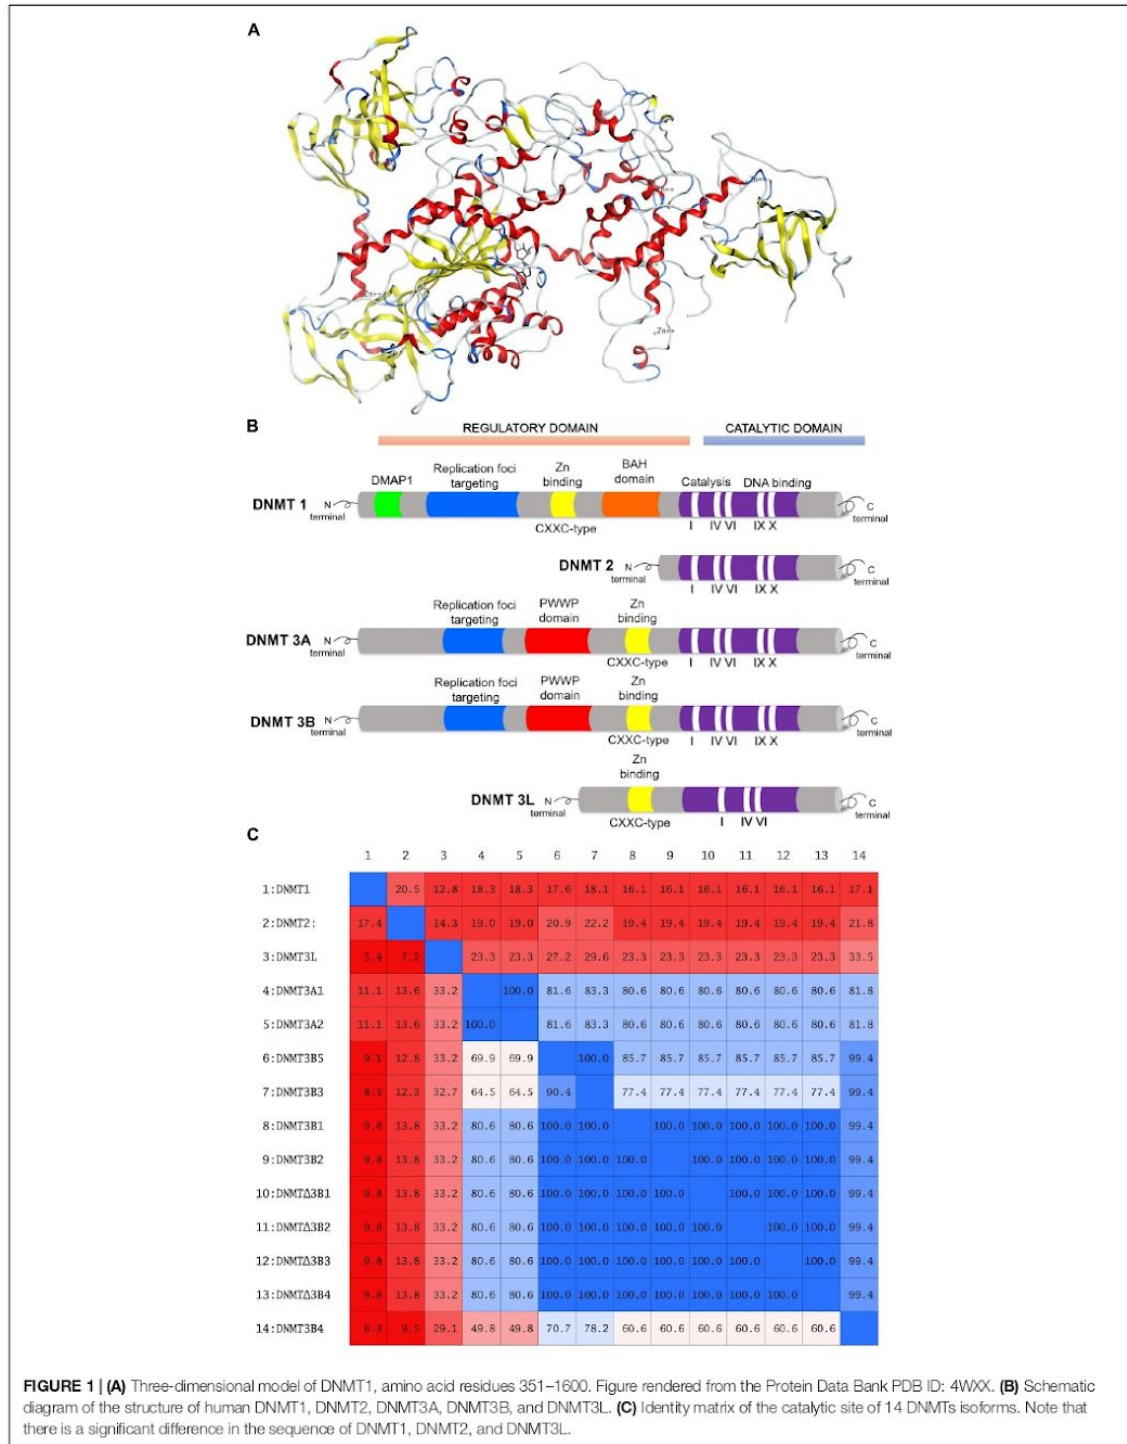 A
Zn++
Zn++
Zn++
Zn++
B
REGULATORY DOMAIN
CATALYTIC DOMAIN
DMAP1
Replication foci
targeting
Zn
binding
BAH
domain
Catalysis
DNA binding
DNMT 1
N
terminal
C
terminal
CXXC-type
I IV VI IX X
DNMT 2
N
terminal
C
terminal
I IV VI IX X
Replication foci
targeting
PWWP
domain
Zn
binding
DNMT 3A
N
terminal
C
terminal
CXXC-type
I IV VI IX X
Replication foci
targeting
PWWP
domain
Zn
binding
DNMT 3B
N
terminal
C
terminal
CXXC-type
I IV VI IX X
Zn
binding
DNMT 3L
N
terminal
C
terminal
CXXC-type
I IV VI
C
1 2 3 4 5 6 7 8 9 10 11 12 13 14
1:DNMT1 20.5 12.8 18.3 18.3 17.6 18.1 16.1 16.1 16.1 16.1 16.1 16.1 17.1
2:DNMT2: 17.4 14.3 19.0 19.0 20.9 22.2 19.4 19.4 19.4 19.4 19.4 19.4 21.8
3:DNMT3L 5.4 7.2 23.3 23.3 27.2 29.6 23.3 23.3 23.3 23.3 23.3 23.3 33.5
4:DNMT3A1 11.1 13.6 33.2 100.0 81.6 83.3 80.6 80.6 80.6 80.6 80.6 80.6 81.8
5:DNMT3A2 11.1 13.6 33.2 100.0 81.6 83.3 80.6 80.6 80.6 80.6 80.6 80.6 81.8
6:DNMT3B5 9.1 12.8 33.2 69.9 69.9 100.0 85.7 85.7 85.7 85.7 85.7 85.7 99.4
7:DNMT3B3 8.5 12.3 32.7 64.5 64.5 90.4 77.4 77.4 77.4 77.4 77.4 77.4 99.4
8:DNMT3B1 9.8 13.8 33.2 80.6 80.6 100.0 100.0 100.0 100.0 100.0 100.0 100.0 99.4
9:DNMT3B2 9.8 13.8 33.2 80.6 80.6 100.0 100.0 100.0 100.0 100.0 100.0 100.0 99.4
10:DNMTΔ3B1 9.8 13.8 33.2 80.6 80.6 100.0 100.0 100.0 100.0 100.0 100.0 100.0 99.4
11:DNMTΔ3B2 9.8 13.8 33.2 80.6 80.6 100.0 100.0 100.0 100.0 100.0 100.0 100.0 99.4
12:DNMTΔ3B3 9.8 13.8 33.2 80.6 80.6 100.0 100.0 100.0 100.0 100.0 100.0 100.0 99.4
13:DNMTΔ3B4 9.8 13.8 33.2 80.6 80.6 100.0 100.0 100.0 100.0 100.0 100.0 100.0 99.4
14:DNMT3B4 6.3 9.5 29.1 49.8 49.8 70.7 78.2 60.6 60.6 60.6 60.6 60.6 60.6
FIGURE 1 | (A) Three-dimensional model of DNMT1, amino acid residues 351–1600. Figure rendered from the Protein Data Bank PDB ID: 4WXX. (B) Schematic
diagram of the structure of human DNMT1, DNMT2, DNMT3A, DNMT3B, and DNMT3L. (C) Identity matrix of the catalytic site of 14 DNMTs isoforms. Note that
there is a significant difference in the sequence of DNMT1, DNMT2, and DNMT3L.